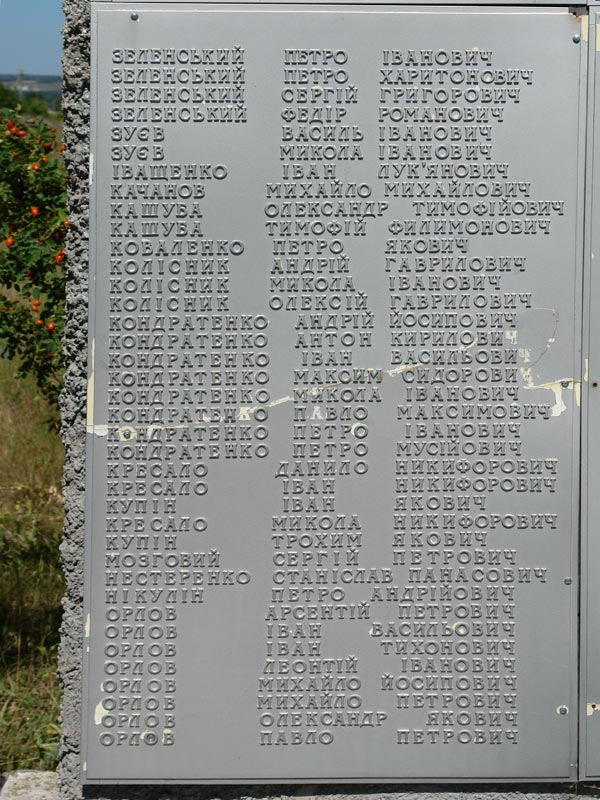 ЗЕЛЕНСЬКИЙ ПЕТРО ІВАНОВИЧ
ЗЕЛЕНСЬКИЙ ПЕТРО ХАРИТОНОВИЧ
ЗЕЛЕНСЬКИЙ СЕРГІЙ ГРИГОРОВИЧ
ЗЕЛЕНСЬКИЙ ФЕДІР РОМАНОВИЧ
ЗУЄВ ВАСИЛЬ ІВАНОВИЧ
ЗУЄВ МИКОЛА ІВАНОВИЧ
ІВАЩЕНКО ІВАН ЛУК'ЯНОВИЧ
КАЧАНОВ МИХАЙЛО МИХАЙЛОВИЧ
КАШУБА ОЛЕКСАНДР ТИМОФІЙОВИЧ
КАШУБА ТИМОФІЙ ФИЛИМОНОВИЧ
КОВАЛЕНКО ПЕТРО ЯКОВИЧ
КОЛІСНИК АНДРІЙ ГАВРИЛОВИЧ
КОЛІСНИК МИКОЛА ІВАНОВИЧ
КОЛІСНИК ОЛЕКСІЙ ГАВРИЛОВИЧ
КОНДРАТЕНКО АНДРІЙ ЙОСИПОВИЧ
КОНДРАТЕНКО АНТОН КИРИЛОВИЧ
КОНДРАТЕНКО ІВАН ВАСИЛЬОВИЧ
КОНДРАТЕНКО МАКСИМ СИДОРОВИЧ
КОНДРАТЕНКО МИКОЛА ІВАНОВИЧ
КОНДРАТЕНКО ПАВЛО МАКСИМОВИЧ
КОНДРАТЕНКО ПЕТРО ІВАНОВИЧ
КОНДРАТЕНКО ПЕТРО МУСІЙОВИЧ
КРЕСАЛО ДАНИЛО НИКИФОРОВИЧ
КРЕСАЛО ІВАН НИКИФОРОВИЧ
КУПІН ІВАН ЯКОВИЧ
КРЕСАЛО МИКОЛА НИКИФОРОВИЧ
КУПІН ТРОХИМ ЯКОВИЧ
МОЗГОВИЙ СЕРГІЙ ПЕТРОВИЧ
НЕСТЕРЕНКО СТАНІСЛАВ ПАНАСОВИЧ
НІКУЛІН ПЕТРО АНДРІЙОВИЧ
ОРЛОВ АРСЕНТІЙ ПЕТРОВИЧ
ОРЛОВ ІВАН ВАСИЛЬОВИЧ
ОРЛОВ ІВАН ТИХОНОВИЧ
ОРЛОВ ЛЕОНТІЙ ІВАНОВИЧ
ОРЛОВ МИХАЙЛО ЙОСИПОВИЧ
ОРЛОВ МИХАЙЛО ПЕТРОВИЧ
ОРЛОВ ОЛЕКСАНДР ЯКОВИЧ
ОРЛОВ ПАВЛО ПЕТРОВИЧ